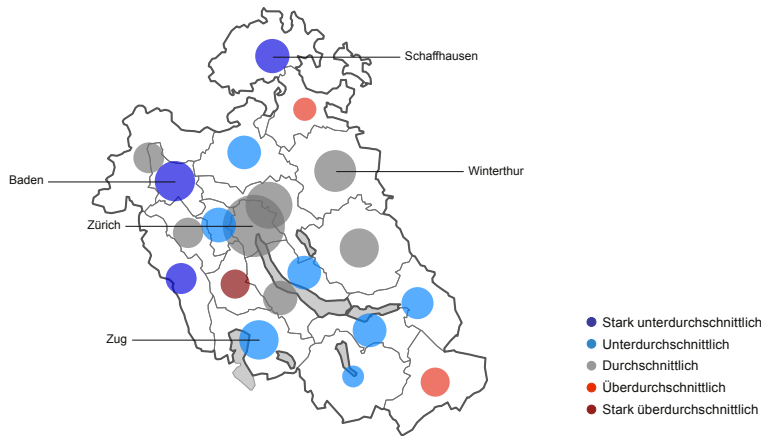 Schaffhausen
Winterthur
Baden
Zürich
Zug
Stark unterdurchschnittlich
Unterdurchschnittlich
Durchschnittlich
Überdurchschnittlich
Stark überdurchschnittlich